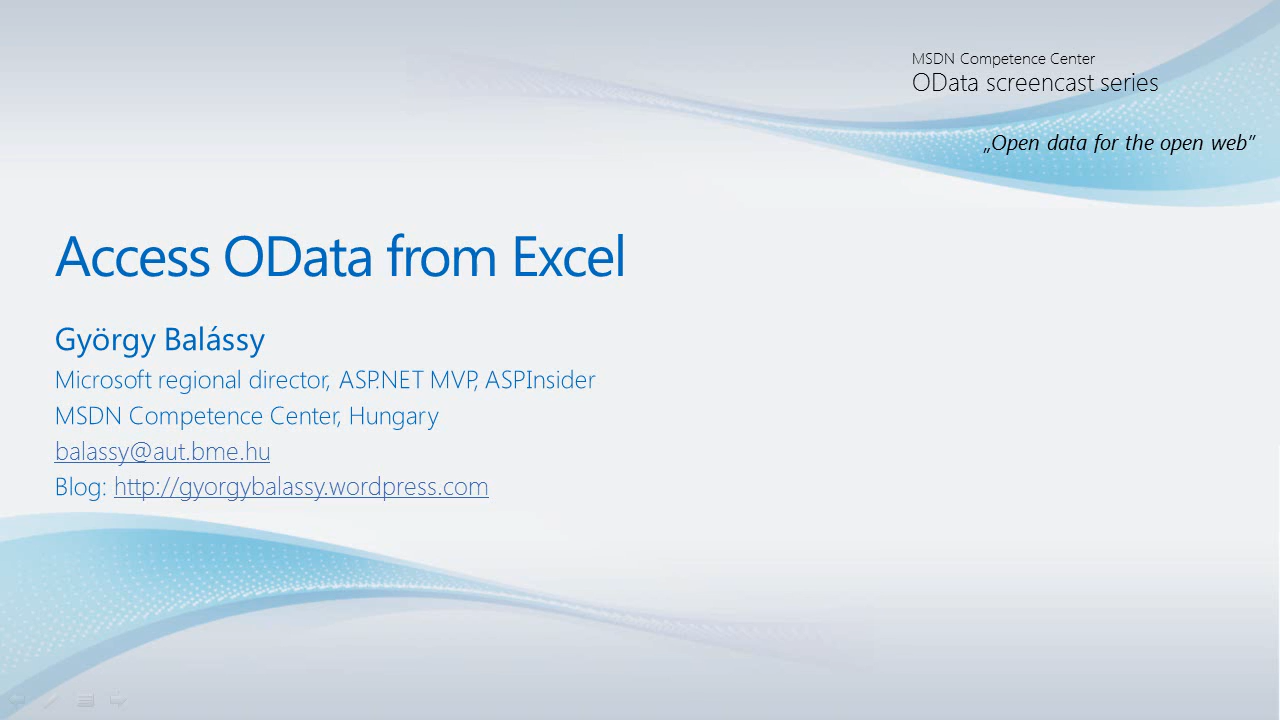 MSDN Competence Center
OData screencast series
„Open data for the open web”
Access OData from Excel
György Balássy
Microsoft regional director, ASP.NET MVP, ASPInsider
MSDN Competence Center, Hungary
balassy@aut.bme.hu
Blog: http://gyorgybalassy.wordpress.com